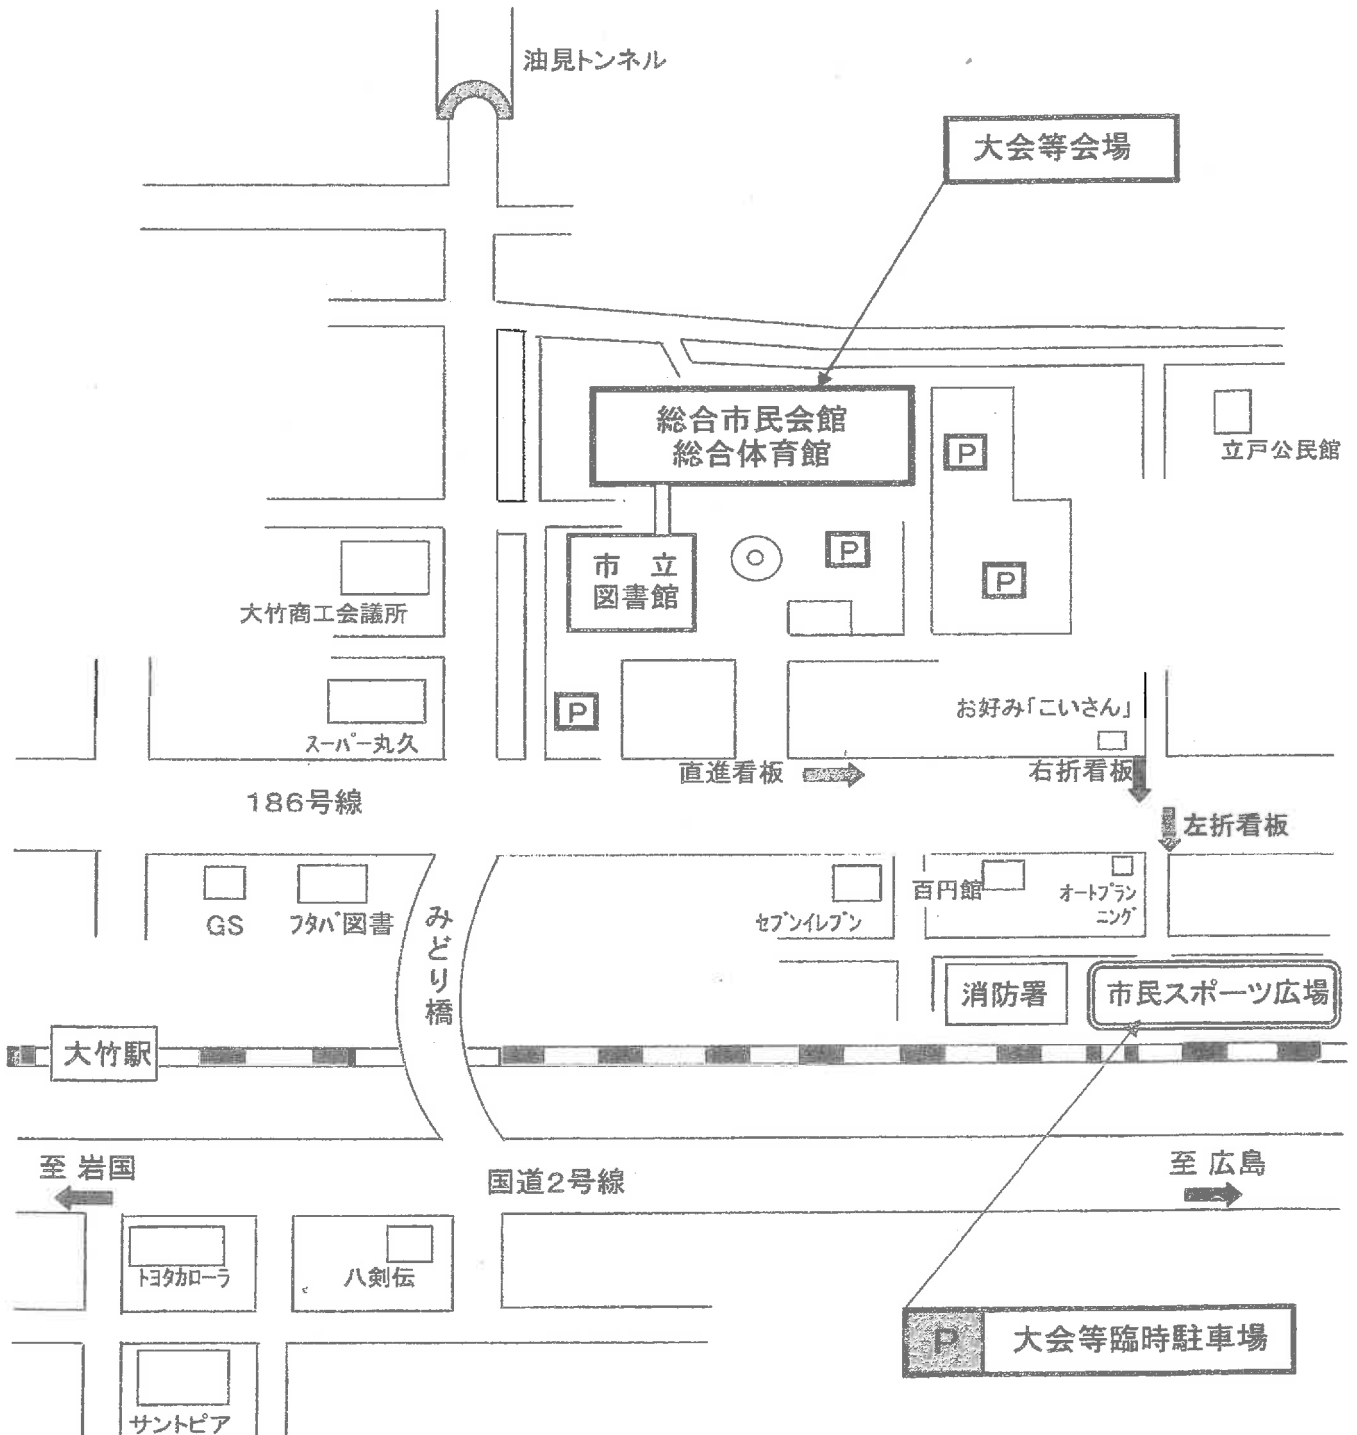 油見トンネル
大会等会場
総合市民会館
総合体育館
P
立戸公民館
P
P
市　立
図書館
大竹商工会議所
P
お好み「こいさん」
スーパー丸久
直進看板
右折看板
186号線
左折看板
GS
フタバ図書
みどり橋
セブンイレブン
百円館
オートプラン
ニング
消防署
市民スポーツ広場
大竹駅
至 岩国
国道2号線
至 広島
トヨタカローラ
八剣伝
P
大会等臨時駐車場
サントピア